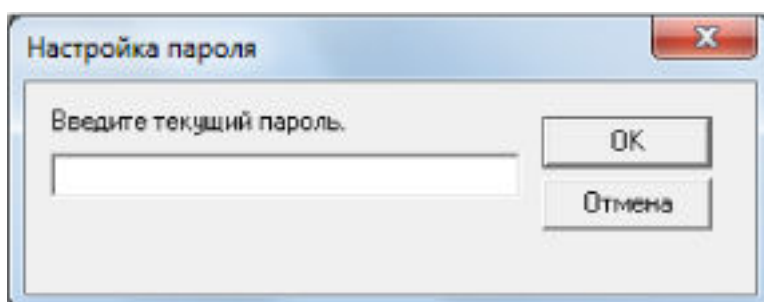 Настройка пароля
Введите текущий пароль.
OK
Отмена